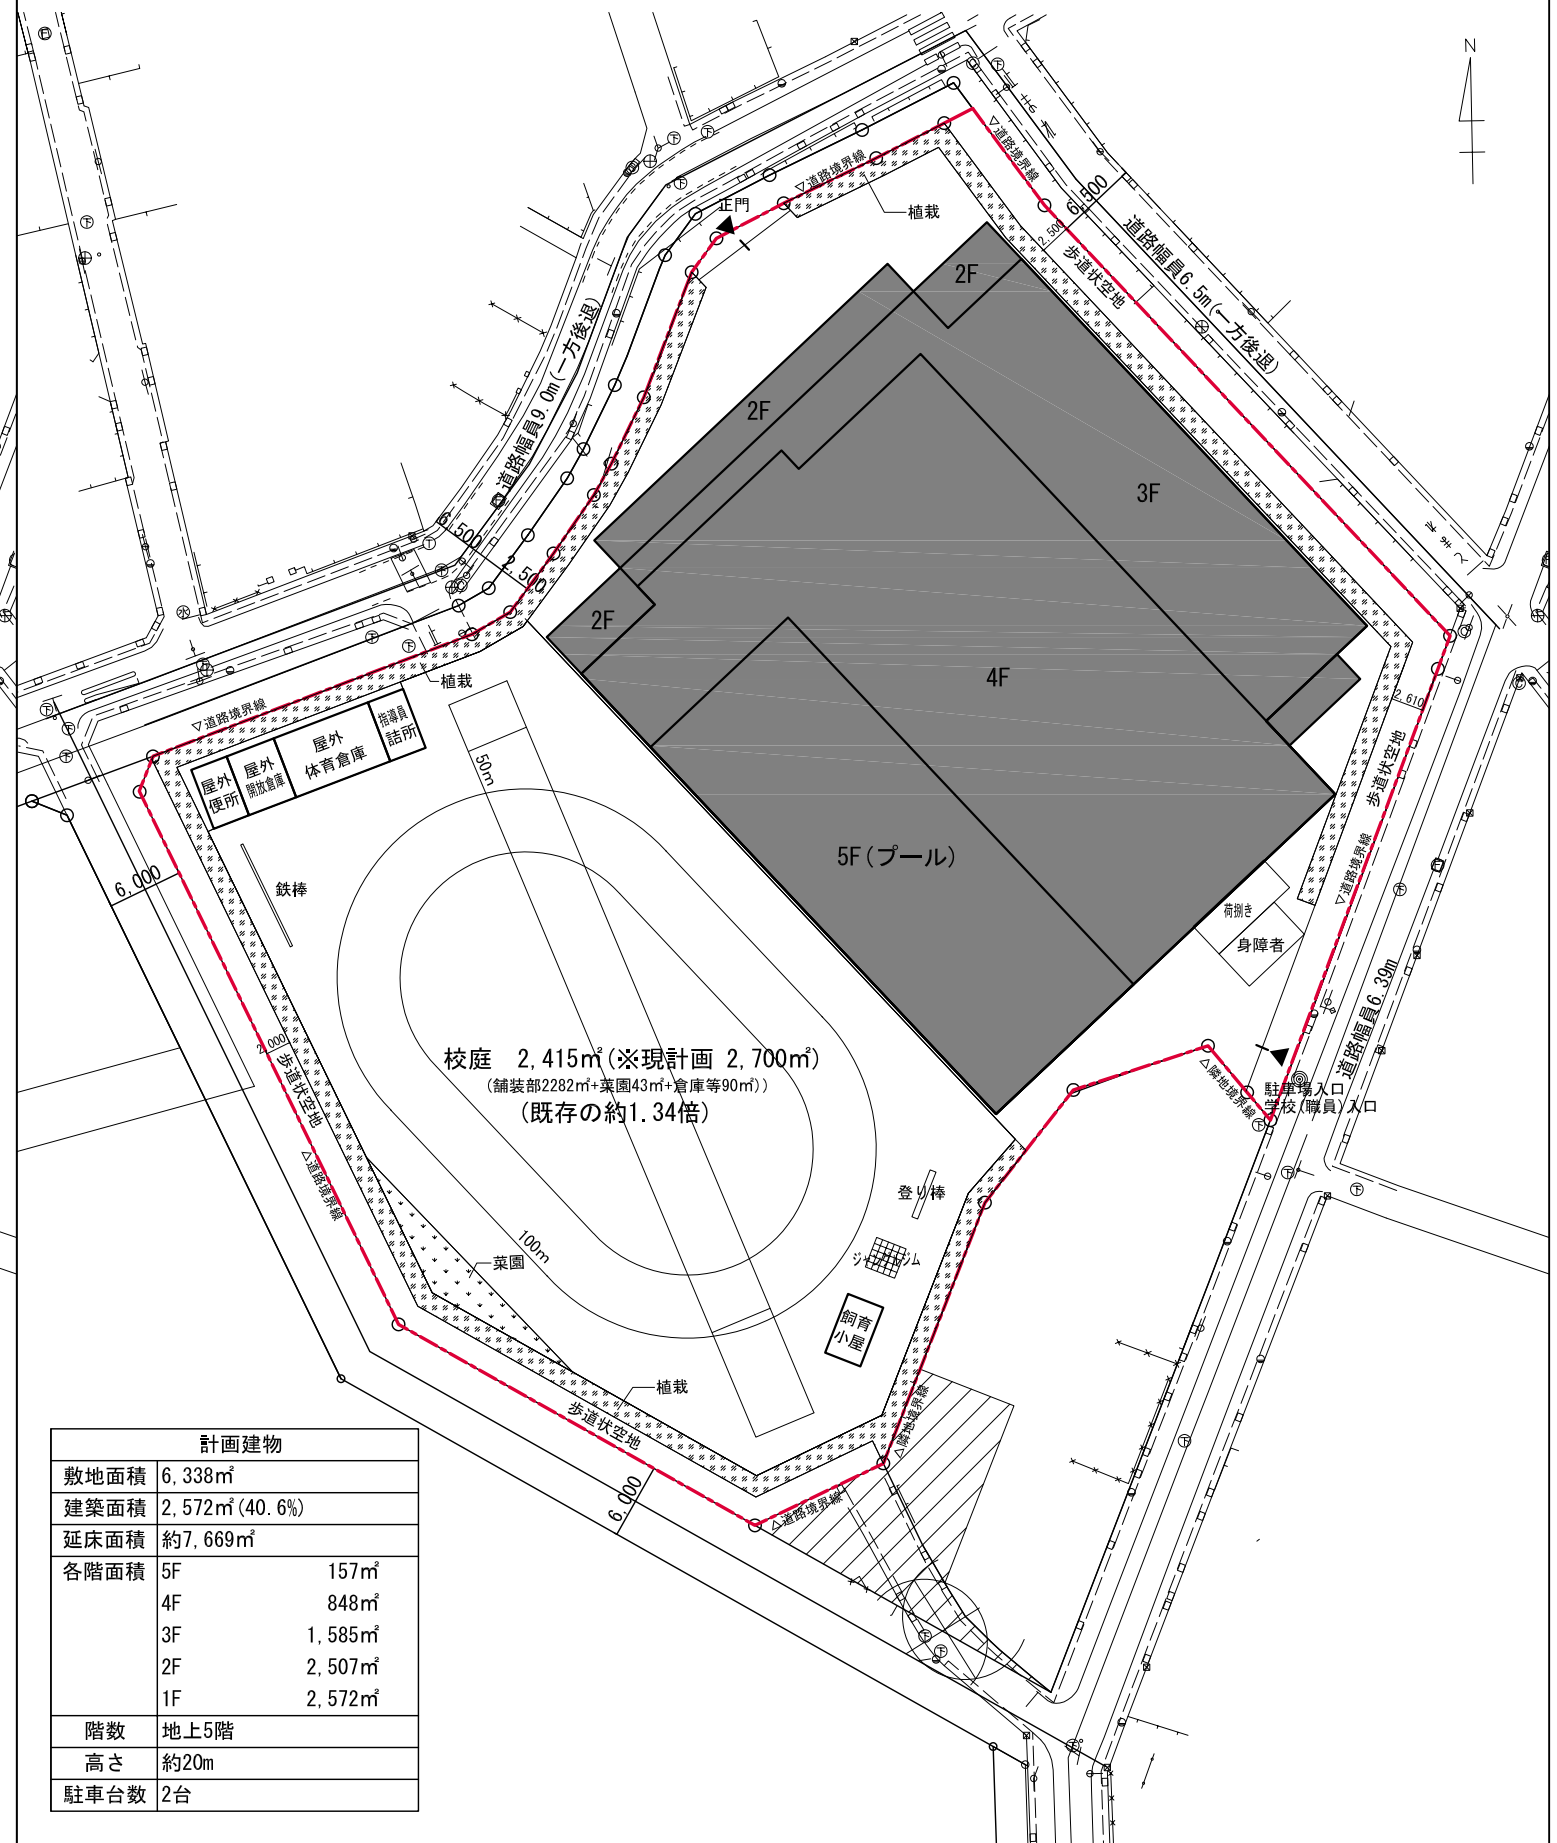 N
▽道路境界線
▽道路境界線
正門
植栽
6,500
2,500
歩道状空地
道路幅員6.5m(一方後退)
2F
道路幅員9.0m(一方後退)
2F
3F
6,500
2,500
2F
4F
植栽
▽道路境界線
指導員
詰所
屋外
体育倉庫
屋外
開放倉庫
屋外
便所
50m
2,610
歩道状空地
▽道路境界線
6,000
鉄棒
5F(プール)
荷捌き
身障者
道路幅員6.39m
2,000
歩道状空地
校庭 2,415㎡(※現計画 2,700㎡)
(舗装部2282㎡+菜園43㎡+倉庫等90㎡))
(既存の約1.34倍)
△隣地境界線
駐車場入口
学校(職員)入口
△道路境界線
登り棒
100m
菜園
ジャングルジム
飼育
小屋
植栽
歩道状空地
△隣地境界線
6,000
△道路境界線
計画建物
敷地面積 6,338㎡
建築面積 2,572㎡(40.6%)
延床面積 約7,669㎡
各階面積 5F 157㎡
4F 848㎡
3F 1,585㎡
2F 2,507㎡
1F 2,572㎡
階数 地上5階
高さ 約20m
駐車台数 2台